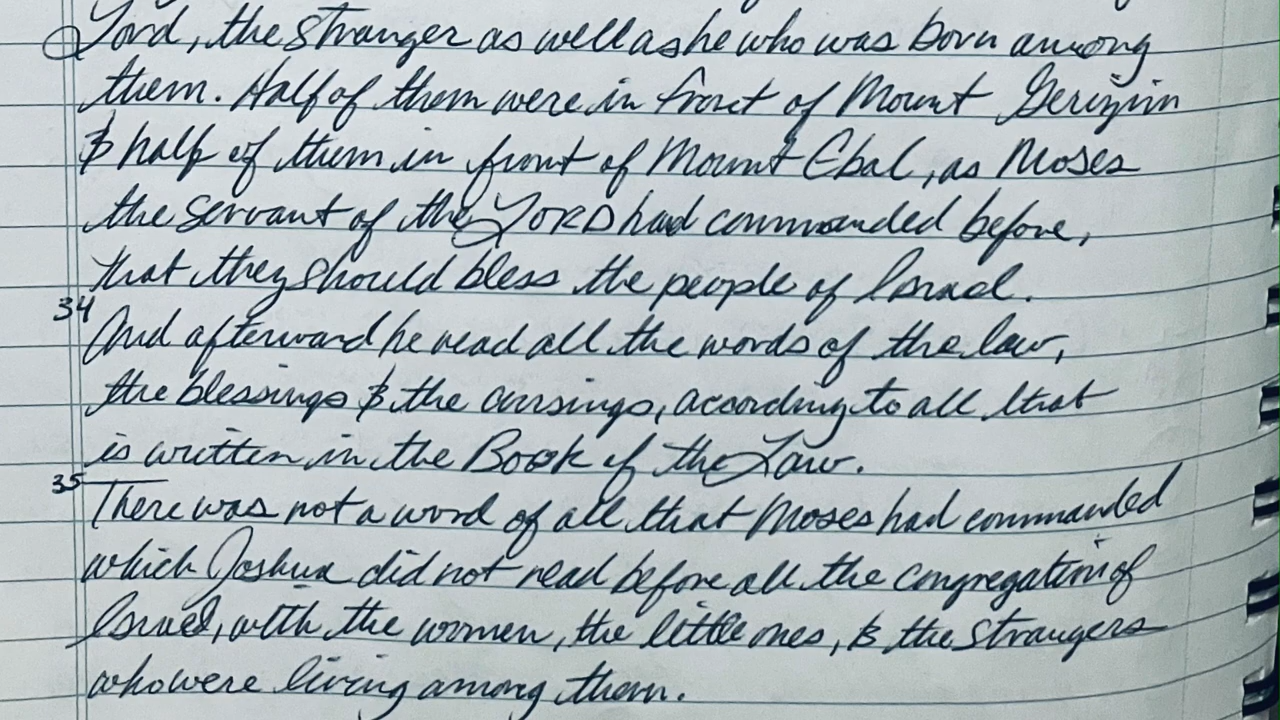 Lord, the stranger as well as he who was born among
them. Half of them were in front of Mount Gerizim
& half of them in front of Mount Ebal, as Moses
the servant of the LORD had commanded before,
that they should bless the people of Israel.
34
And afterward he read all the words of the law,
the blessings & the cursings, according to all that
is written in the Book of the Law.
35
There was not a word of all that Moses had commanded
which Joshua did not read before all the congregation of
Israel, with the women, the little ones, & the strangers
who were living among them.